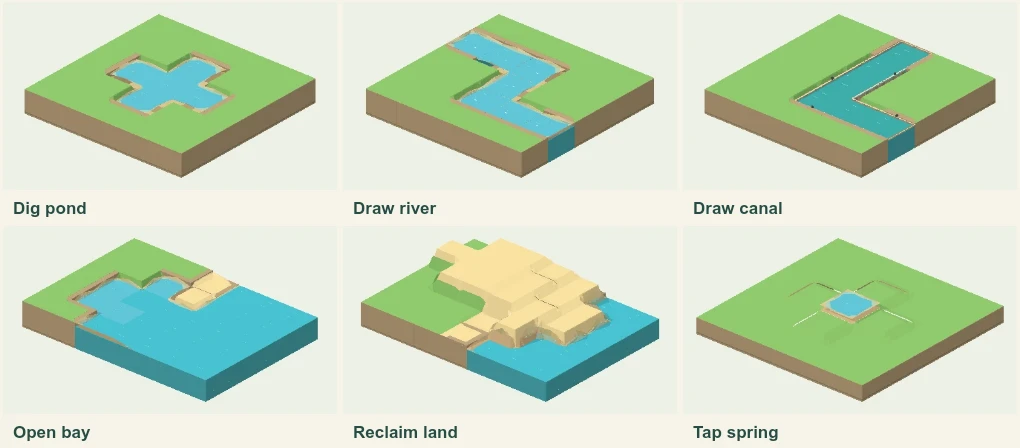 Dig pond
Draw river
Draw canal
Open bay
Reclaim land
Tap spring